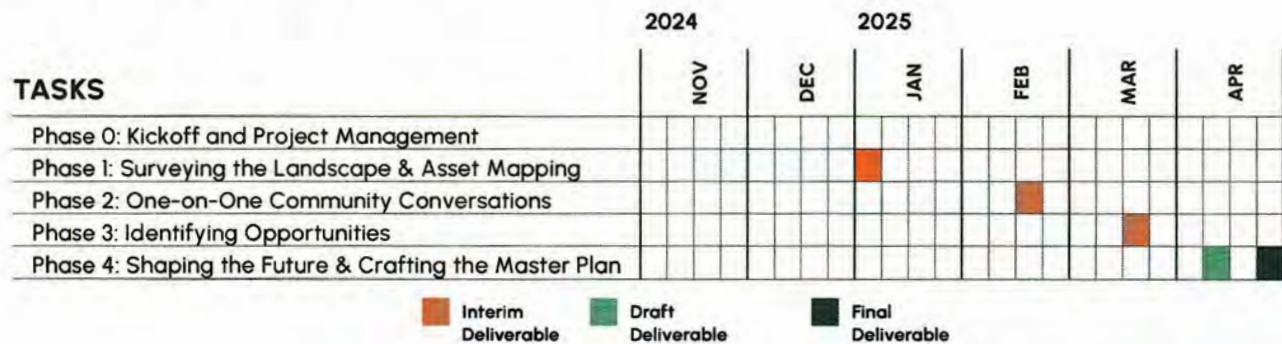 2024 2025
TASKS NOV DEC JAN FEB MAR APR
Phase 0: Kickoff and Project Management
Phase 1: Surveying the Landscape & Asset Mapping
Phase 2: One-on-One Community Conversations
Phase 3: Identifying Opportunities
Phase 4: Shaping the Future & Crafting the Master Plan
Interim Draft Final
Deliverable Deliverable Deliverable